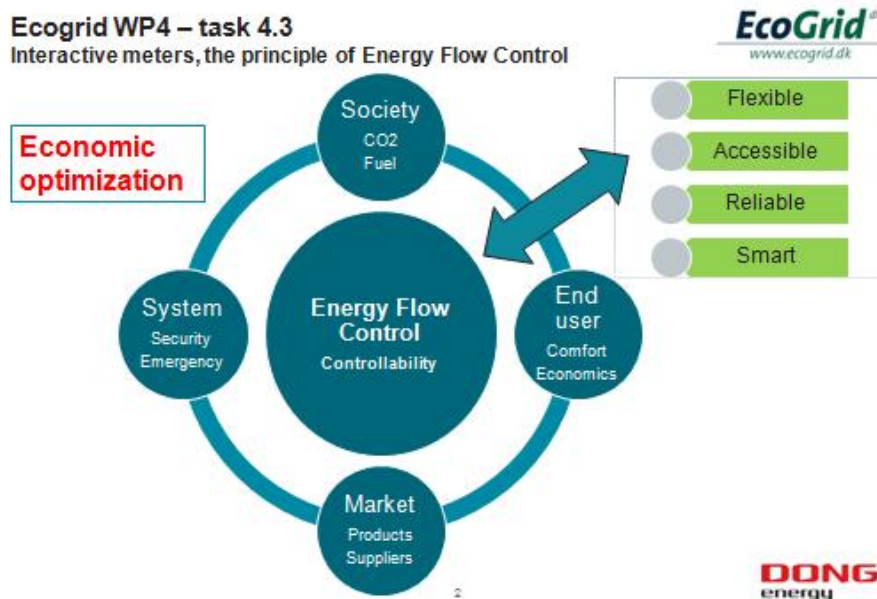 Ecogrid WP4 – task 4.3
Interactive meters, the principle of Energy Flow Control
EcoGrid
www.ecogrid.dk
Economic
optimization
Society
CO2
Fuel
Flexible
Accessible
Reliable
Smart
System
Security
Emergency
Energy Flow
Control
Controllability
End
user
Comfort
Economics
Market
Products
Suppliers
2
DONG
energy